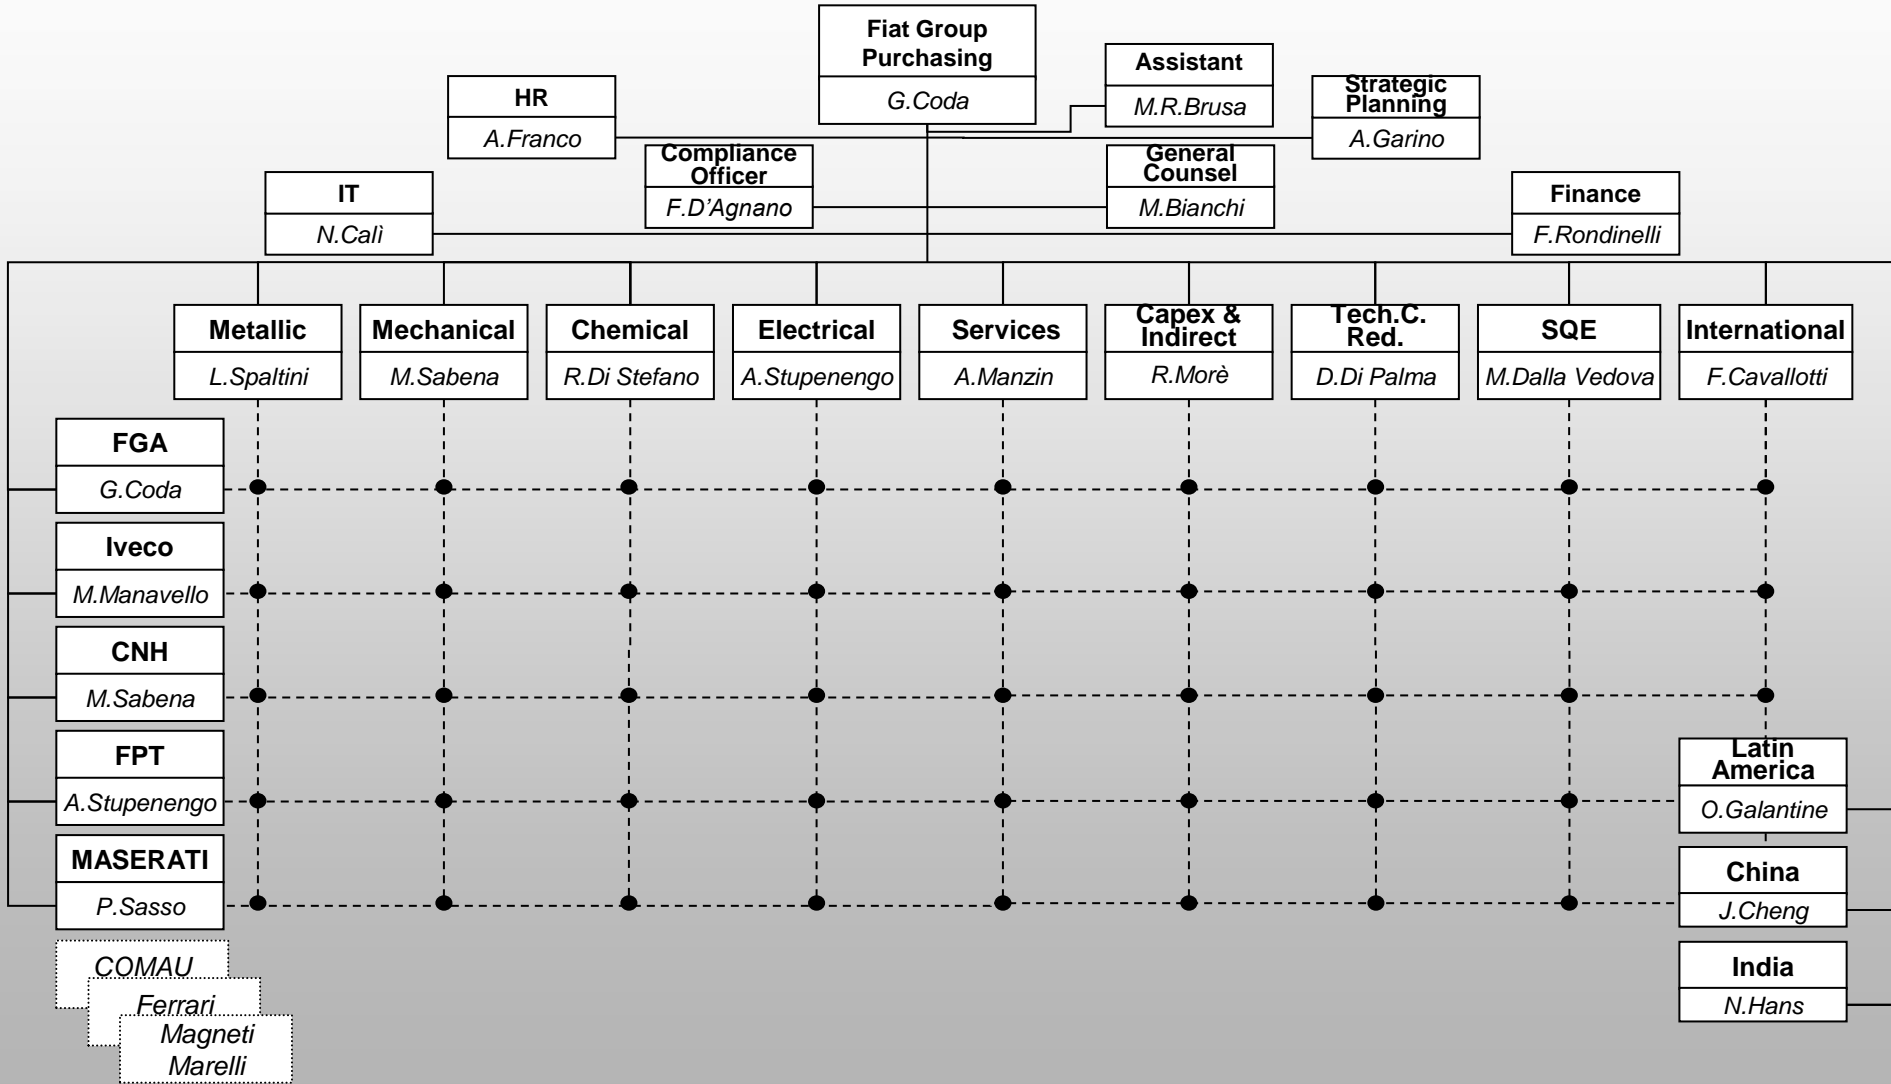 Fiat Group
Purchasing
G.Coda
Assistant
M.R.Brusa
HR
A.Franco
Strategic
Planning
A.Garino
Compliance
Officer
F.D'Agnano
General
Counsel
M.Bianchi
IT
N.Calì
Finance
F.Rondinelli
Metallic
L.Spaltini
Mechanical
M.Sabena
Chemical
R.Di Stefano
Electrical
A.Stupenengo
Services
A.Manzin
Capex &
Indirect
R.Morè
Tech.C.
Red.
D.Di Palma
SQE
M.Dalla Vedova
International
F.Cavallotti
FGA
G.Coda
Iveco
M.Manavello
CNH
M.Sabena
FPT
A.Stupenengo
MASERATI
P.Sasso
COMAU
Ferrari
Magneti
Marelli
Latin
America
O.Galantine
China
J.Cheng
India
N.Hans